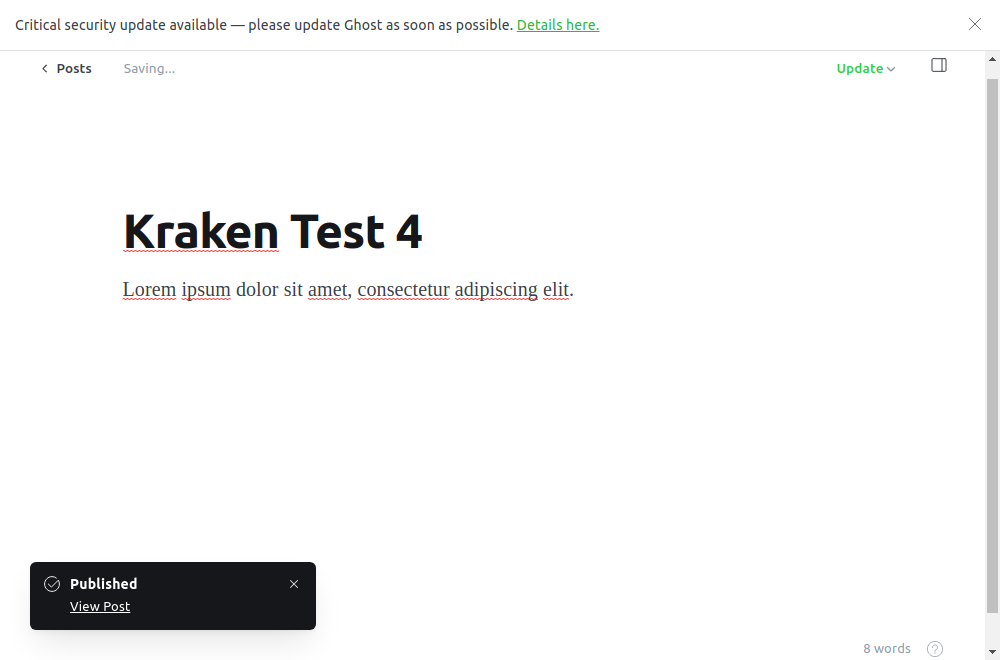 Critical security update available — please update Ghost as soon as possible. Details here.
Posts Saving... Update
Kraken Test 4
Lorem ipsum dolor sit amet, consectetur adipiscing elit.
Published
View Post
8 words ?